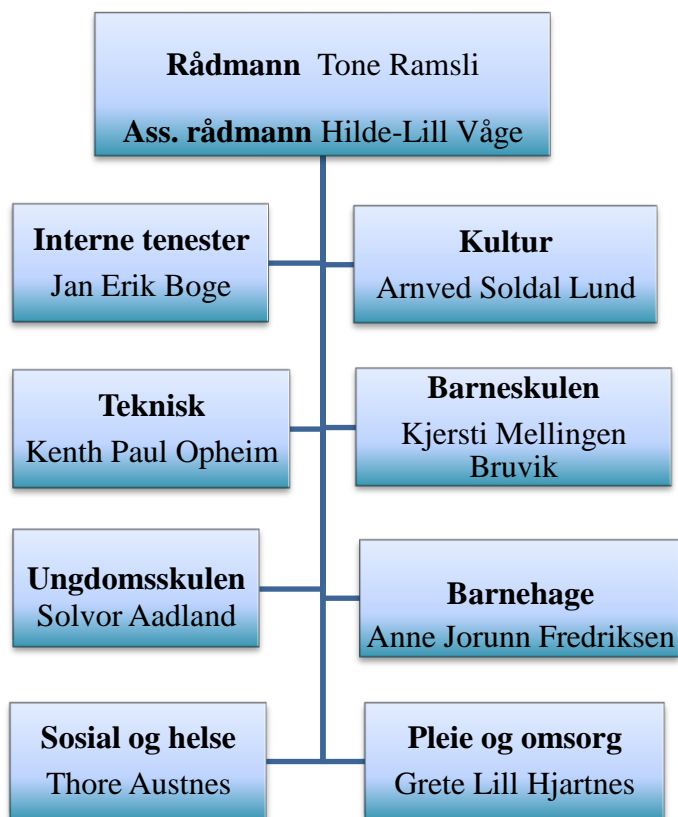 Rådmann Tone Ramsli
Ass. rådmann Hilde-Lill Våge
Interne tenester
Jan Erik Boge
Kultur
Arnved Soldal Lund
Teknisk
Kenth Paul Opheim
Barneskulen
Kjersti Mellingen
Bruvik
Ungdomsskulen
Solvor Aadland
Barnehage
Anne Jorunn Fredriksen
Sosial og helse
Thore Austnes
Pleie og omsorg
Grete Lill Hjartnes